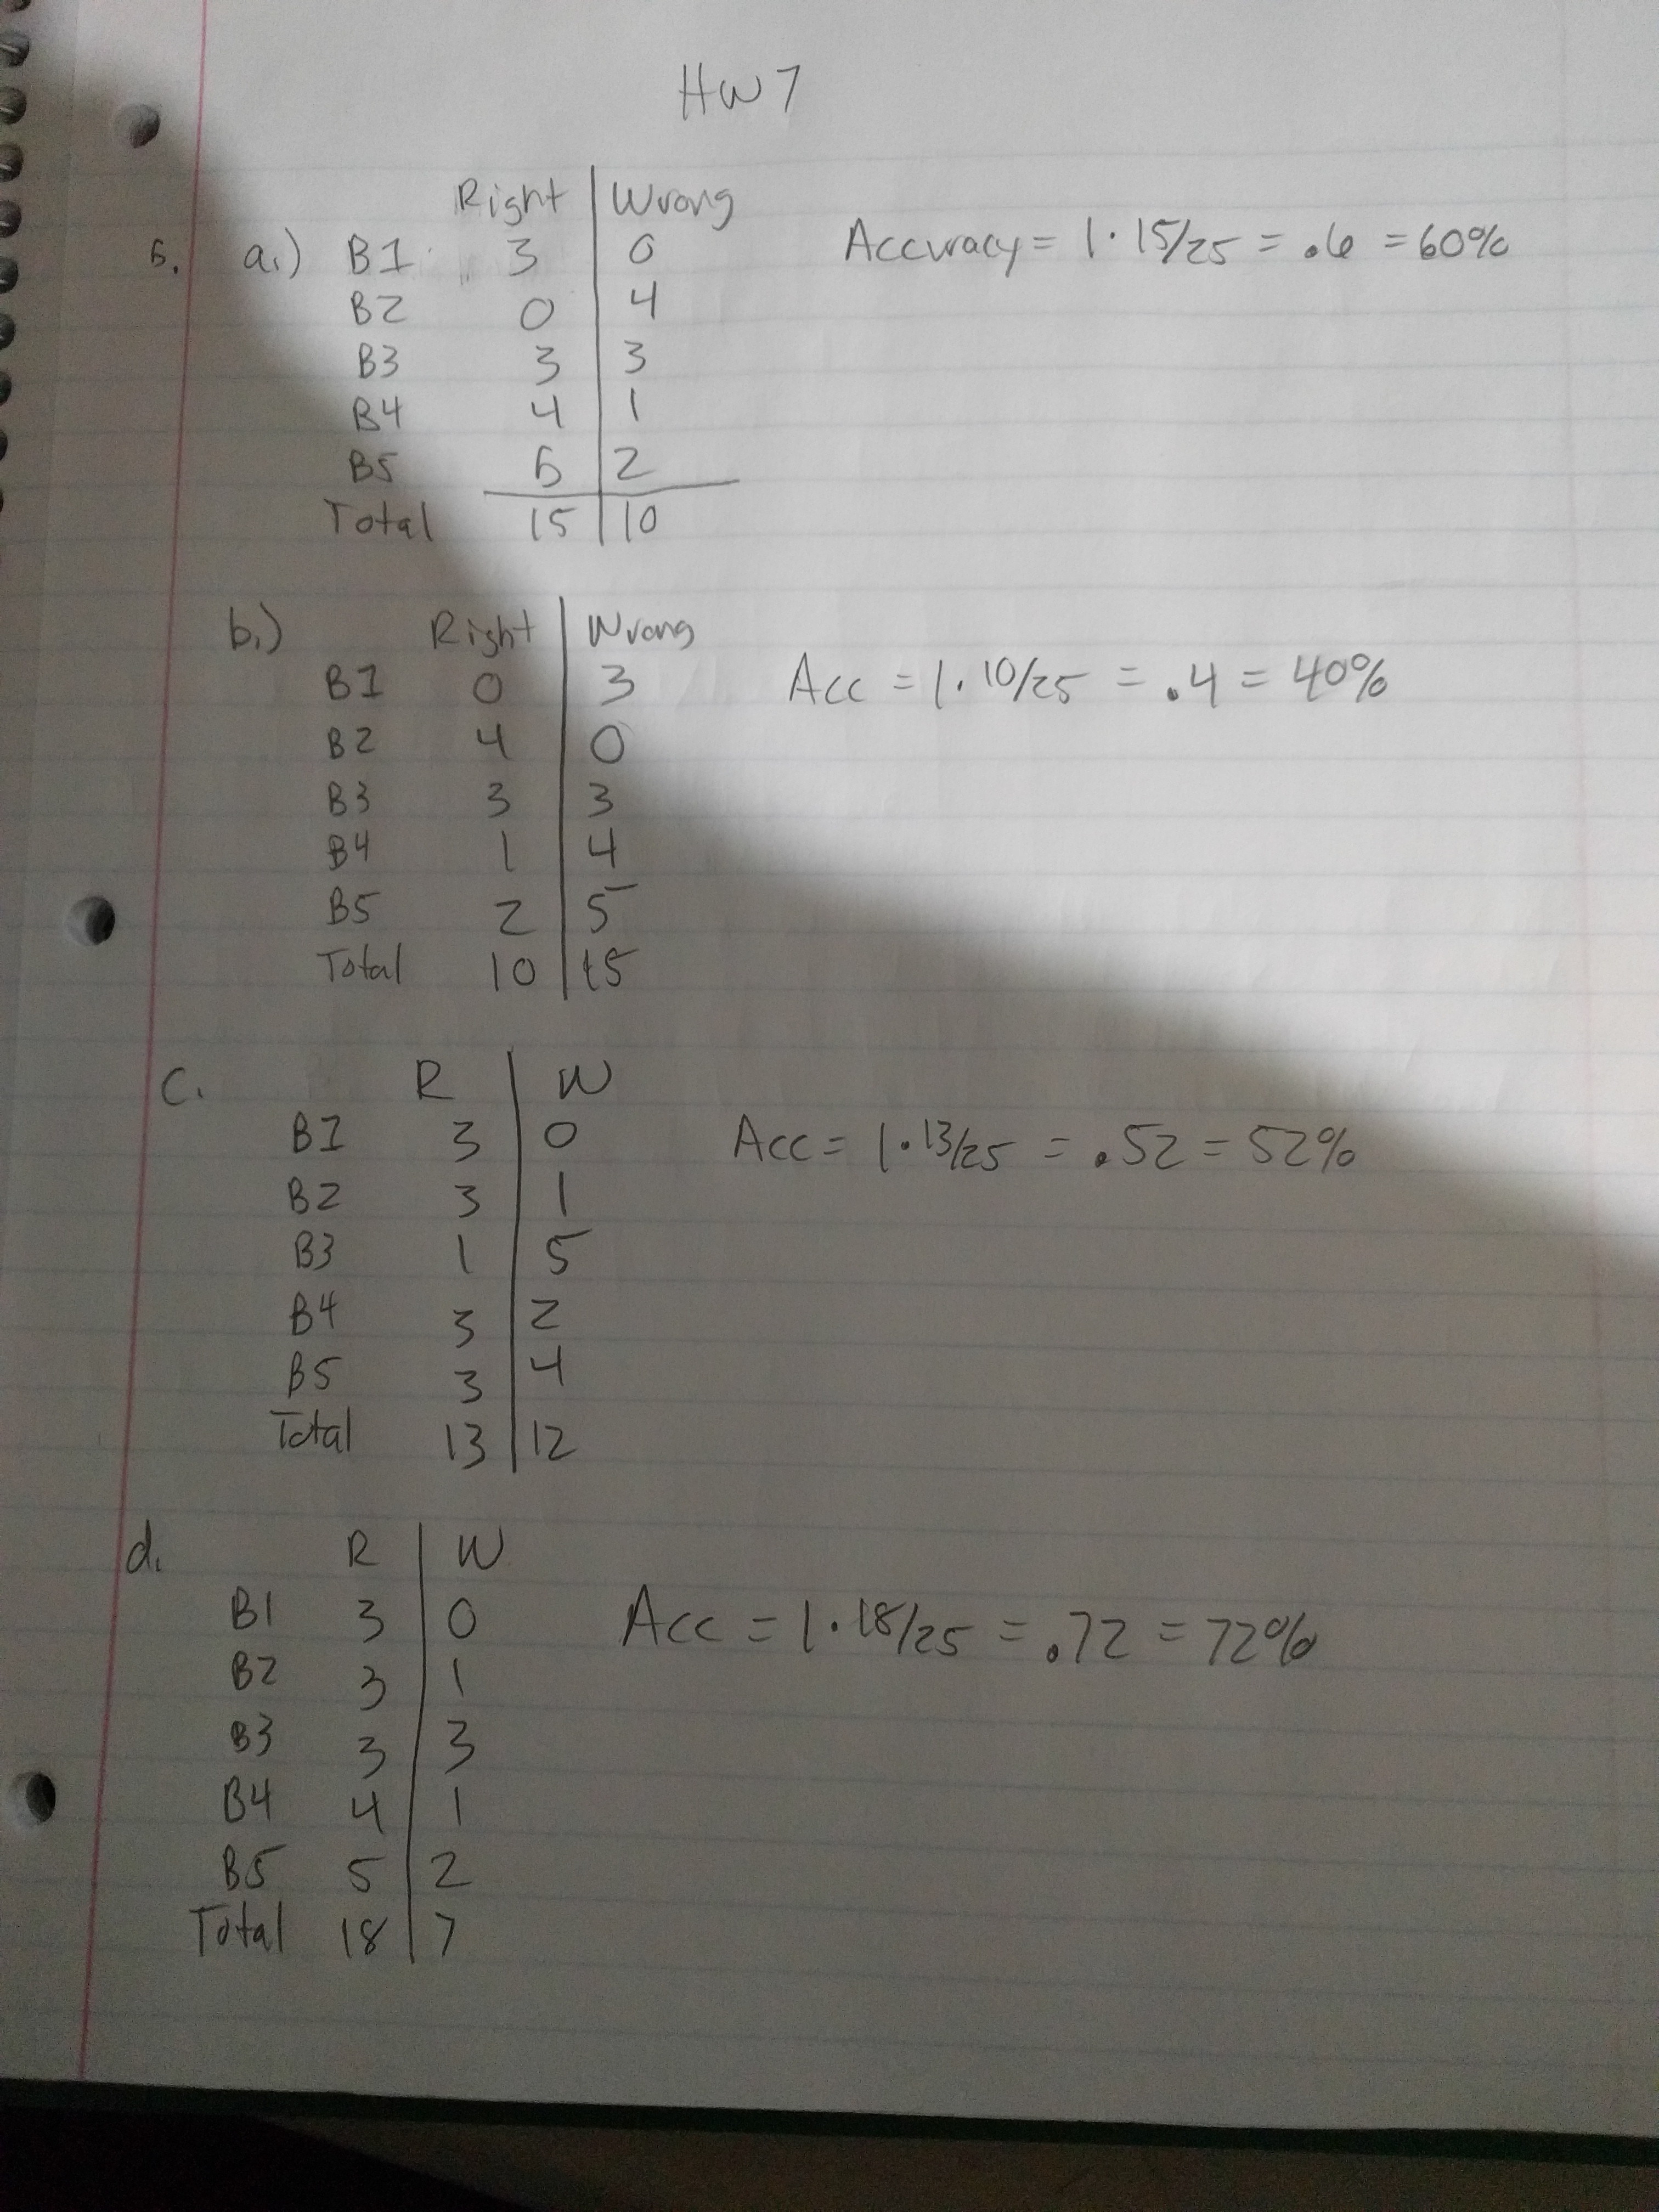 HW7
Right Wrong
5. a.) B1 3 0 Accuracy = 1·15/25 = .6 = 60%
B2 0 4
B3 3 3
B4 4 1
B5 5 2
Total 15 10
b.) Right Wrong
B1 0 3 Acc = 1·10/25 = .4 = 40%
B2 4 0
B3 3 3
B4 1 4
B5 2 5
Total 10 15
c. R W
B1 3 0 Acc = 1·13/25 = .52 = 52%
B2 3 1
B3 1 5
B4 3 2
B5 3 4
Total 13 12
d. R W
B1 3 0 Acc = 1·18/25 = .72 = 72%
B2 3 1
B3 3 3
B4 4 1
B5 5 2
Total 18 7